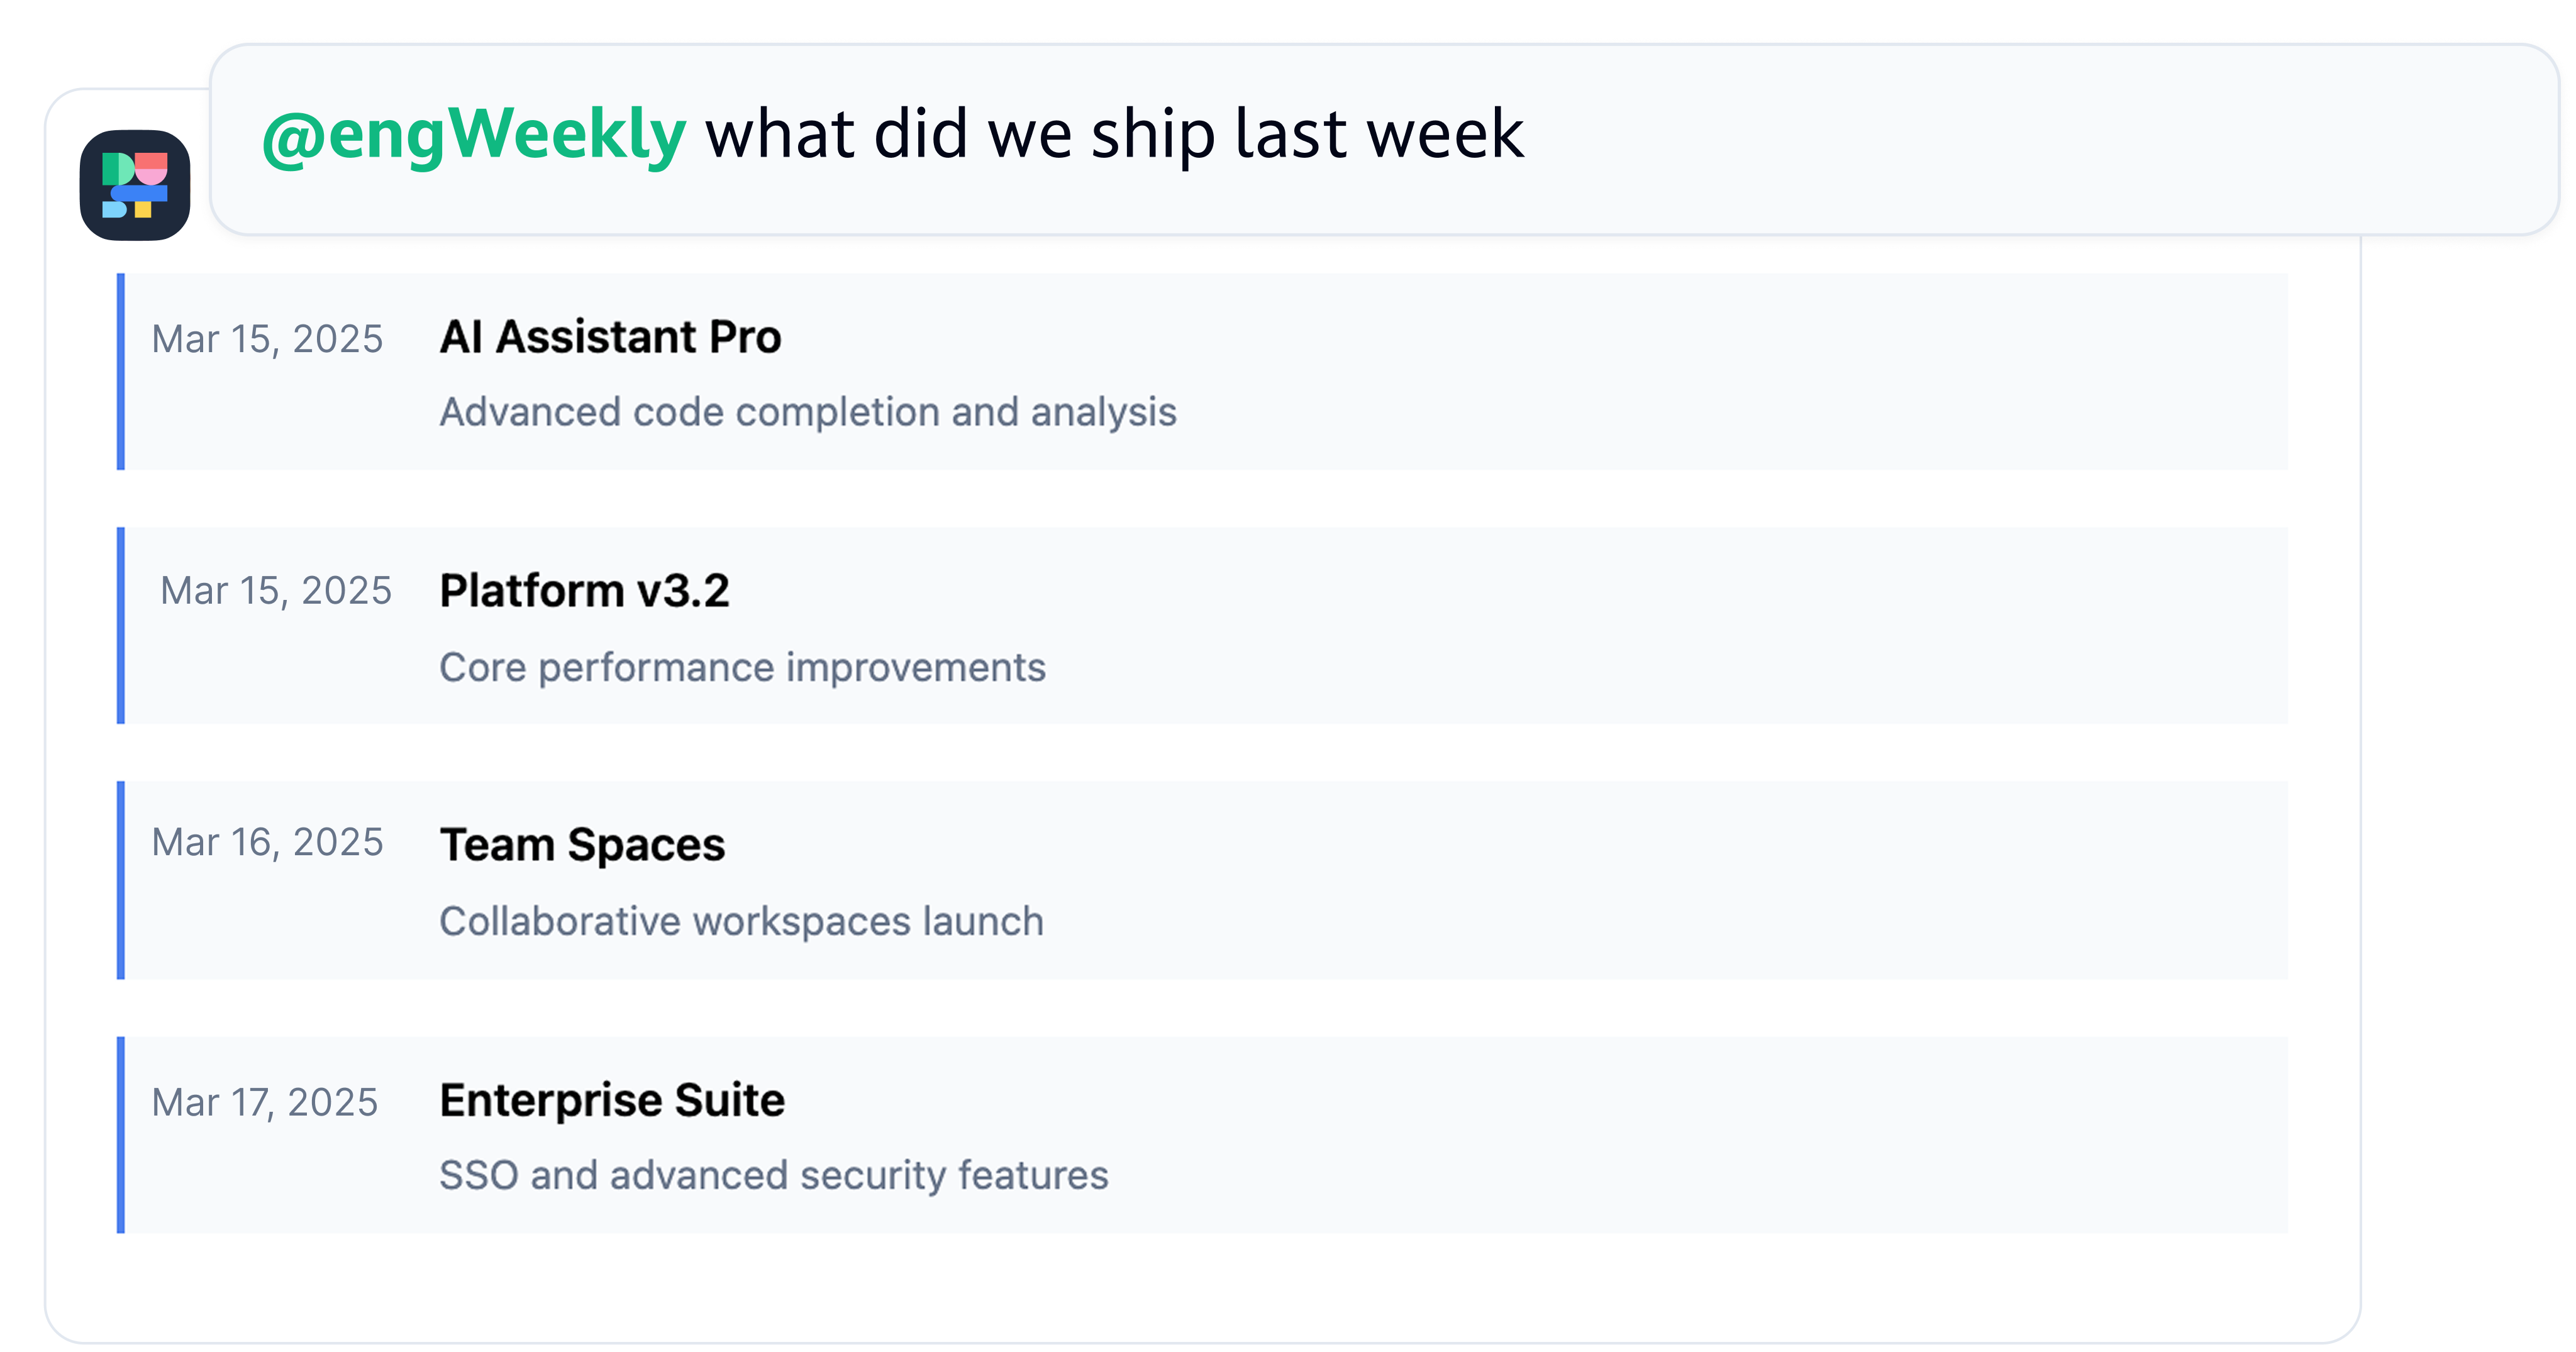 @engWeekly what did we ship last week
DUST
Mar 15, 2025 AI Assistant Pro
Advanced code completion and analysis
Mar 15, 2025 Platform v3.2
Core performance improvements
Mar 16, 2025 Team Spaces
Collaborative workspaces launch
Mar 17, 2025 Enterprise Suite
SSO and advanced security features